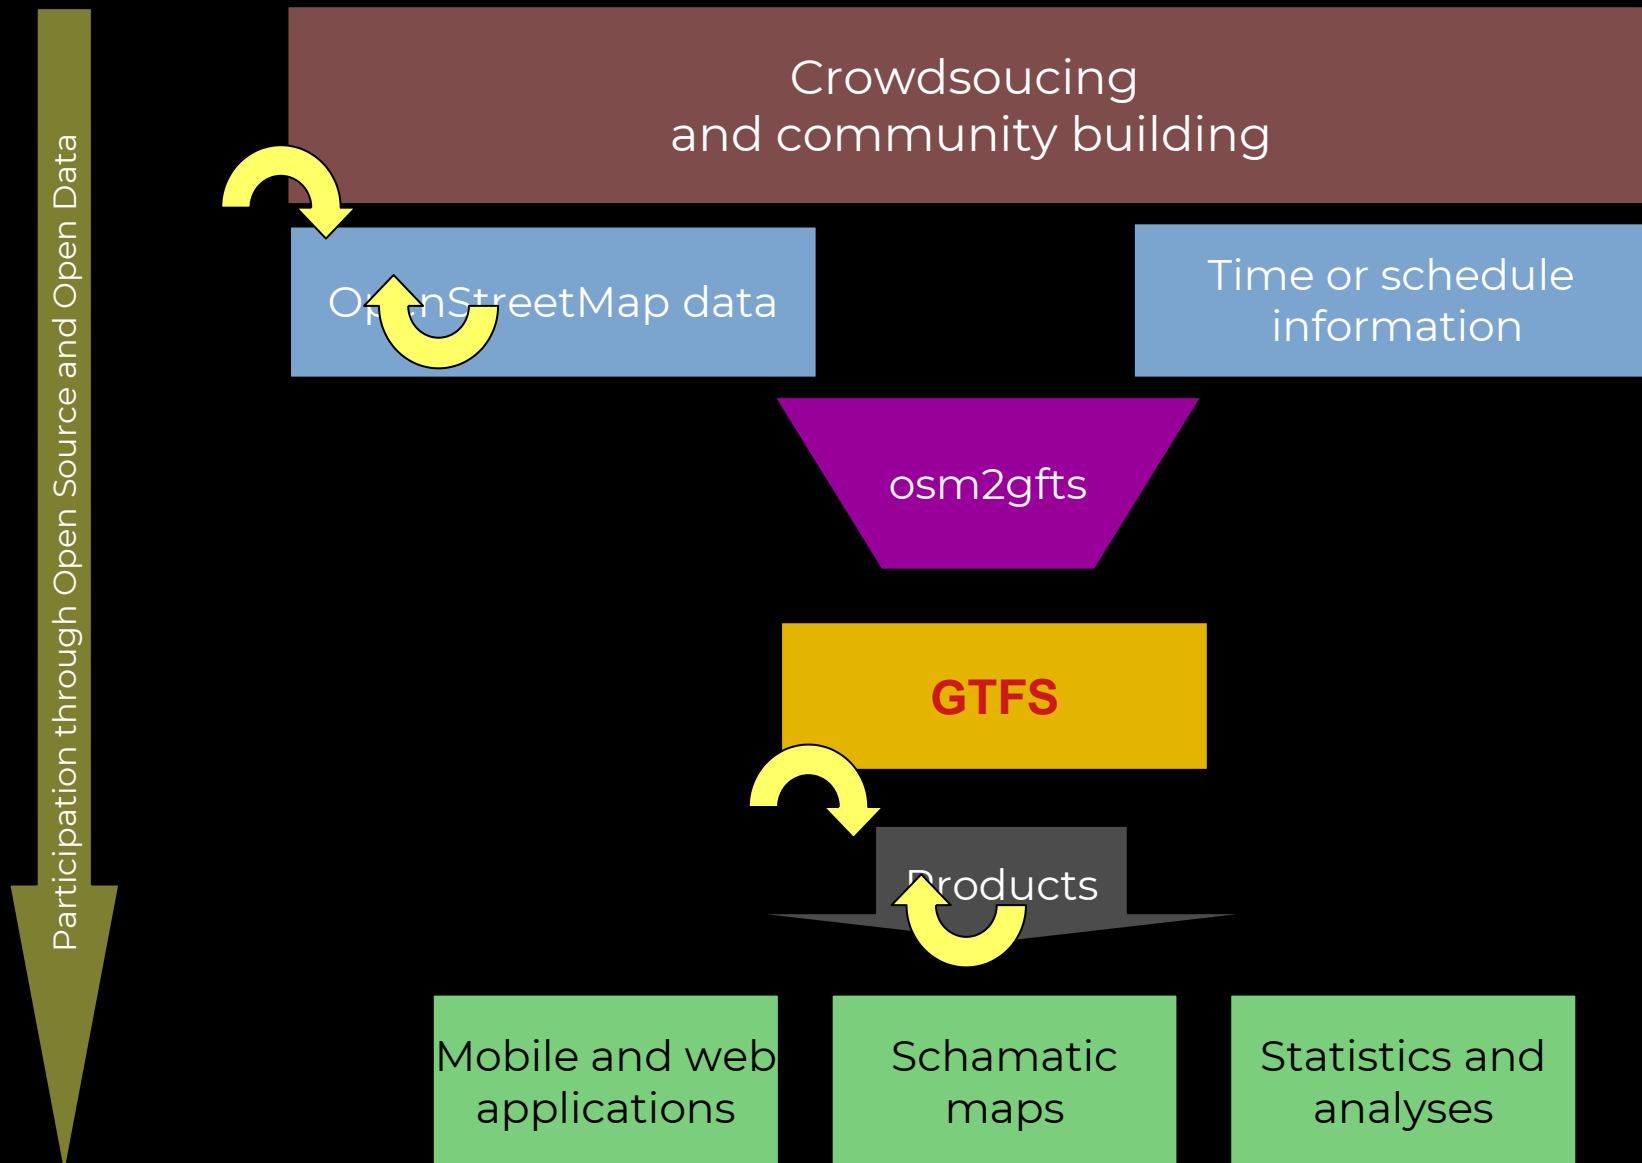 Participation through Open Source and Open Data
Crowdsoucing
and community building
OpenStreetMap data
Time or schedule
information
osm2gfts
GTFS
Products
Mobile and web
applications
Schamatic
maps
Statistics and
analyses